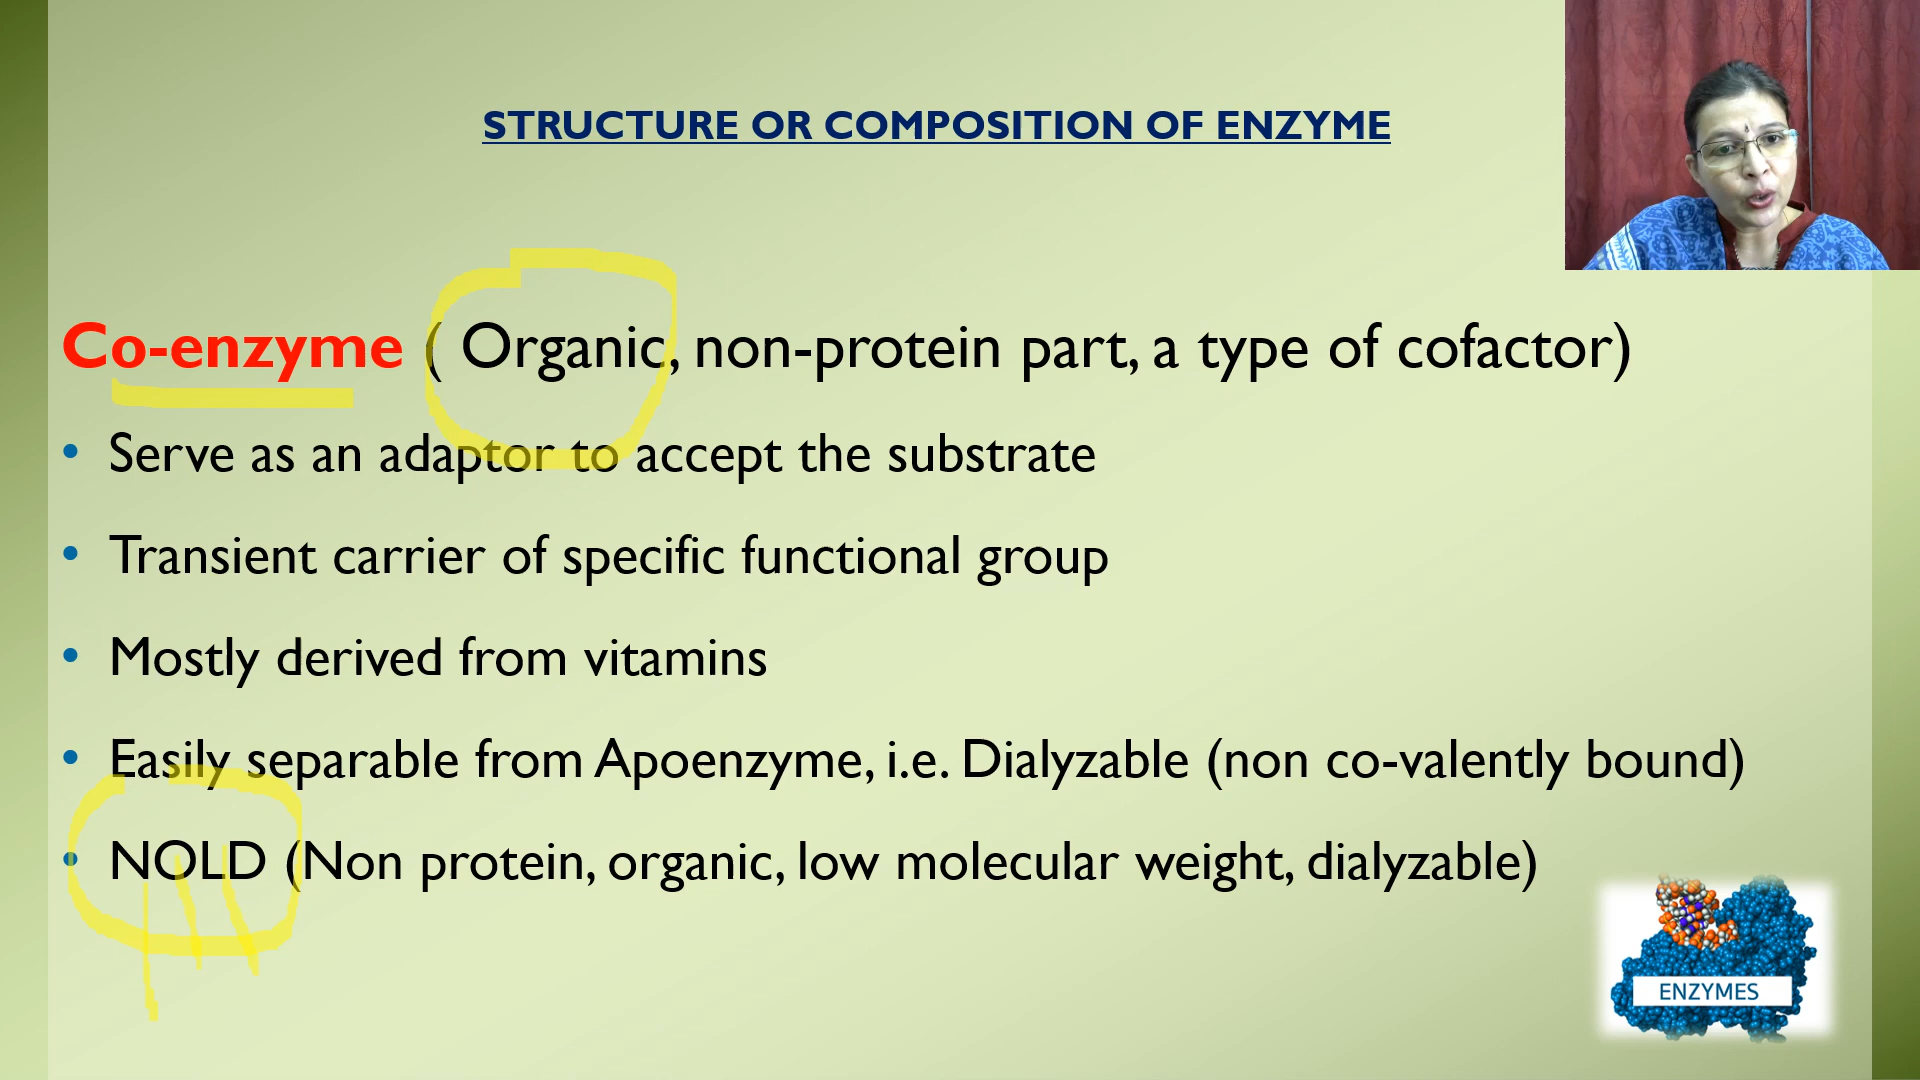 STRUCTURE OR COMPOSITION OF ENZYME
Co-enzyme ( Organic, non-protein part, a type of cofactor)
• Serve as an adaptor to accept the substrate
• Transient carrier of specific functional group
• Mostly derived from vitamins
• Easily separable from Apoenzyme, i.e. Dialyzable (non co-valently bound)
• NOLD (Non protein, organic, low molecular weight, dialyzable)
ENZYMES